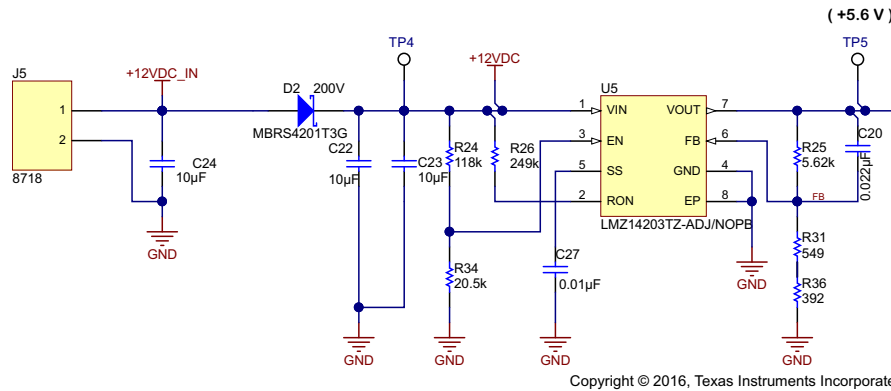 ( +5.6 V )
TP4
TP5
J5
+12VDC_IN
D2 200V
+12VDC
U5
1
2
8718
MBRS4201T3G
C24
10µF
GND
C22
10µF
C23
10µF
R24
118k
R26
249k
1 VIN VOUT 7
3 EN FB 6
5 SS GND 4
2 RON EP 8
LMZ14203TZ-ADJ/NOPB
R25
5.62k
C20
0.022µF
FB
R34
20.5k
C27
0.01µF
R31
549
R36
392
GND
GND
GND
GND
GND
Copyright © 2016, Texas Instruments Incorporate